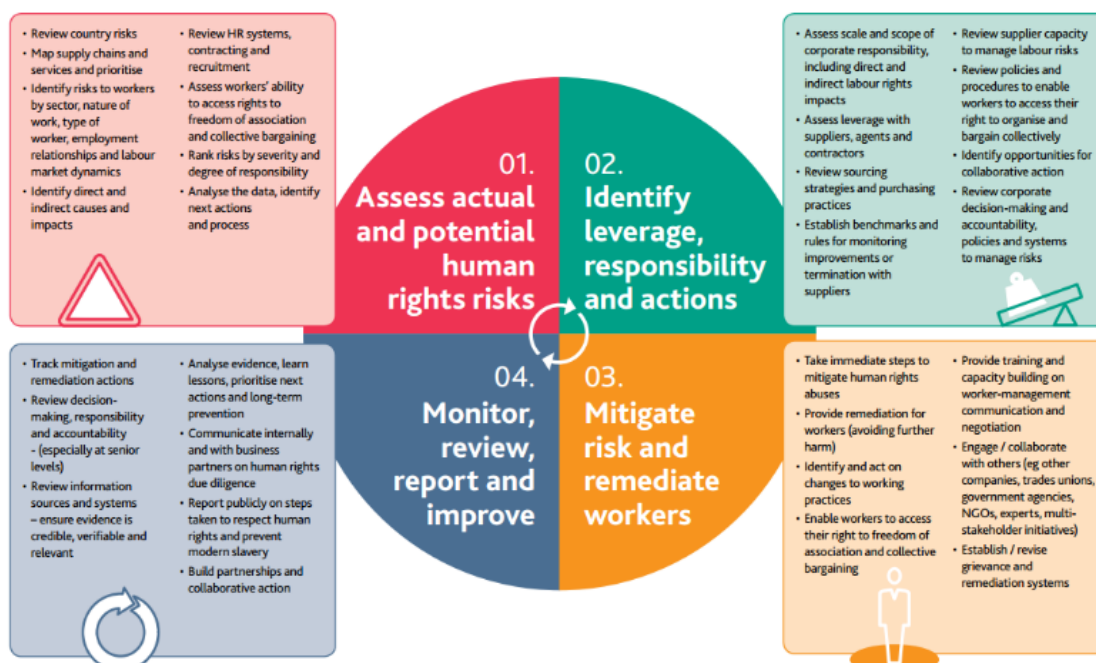 • Review country risks
• Map supply chains and
services and prioritise
• Identify risks to workers
by sector, nature of
work, type of
worker, employment
relationships and labour
market dynamics
• Identify direct and
indirect causes and
impacts
• Review HR systems,
contracting and
recruitment
• Assess workers' ability
to access rights to
freedom of association
and collective bargaining
• Rank risks by severity and
degree of responsibility
• Analyse the data, identify
next actions
and process
01.
Assess actual
and potential
human
rights risks
02.
Identify
leverage,
responsibility
and actions
• Assess scale and scope of
corporate responsibility,
including direct and
indirect labour rights
impacts
• Assess leverage with
suppliers, agents and
contractors
• Review sourcing
strategies and purchasing
practices
• Establish benchmarks and
rules for monitoring
improvements or
termination with
suppliers
• Review supplier capacity
to manage labour risks
• Review policies and
procedures to enable
workers to access their
right to organise and
bargain collectively
• Identify opportunities for
collaborative action
• Review corporate
decision-making and
accountability,
policies and systems
to manage risks
• Track mitigation and
remediation actions
• Review decision-
making, responsibility
and accountability
- (especially at senior
levels)
• Review information
sources and systems
– ensure evidence is
credible, verifiable and
relevant
• Analyse evidence, learn
lessons, prioritise next
actions and long-term
prevention
• Communicate internally
and with business
partners on human rights
due diligence
• Report publicly on steps
taken to respect human
rights and prevent
modern slavery
• Build partnerships and
collaborative action
04.
Monitor,
review,
report and
improve
03.
Mitigate
risk and
remediate
workers
• Take immediate steps to
mitigate human rights
abuses
• Provide remediation for
workers (avoiding further
harm)
• Identify and act on
changes to working
practices
• Enable workers to access
their right to freedom of
association and collective
bargaining
• Provide training and
capacity building on
worker-management
communication and
negotiation
• Engage / collaborate
with others (eg other
companies, trades unions,
government agencies,
NGOs, experts, multi-
stakeholder initiatives)
• Establish / revise
grievance and
remediation systems